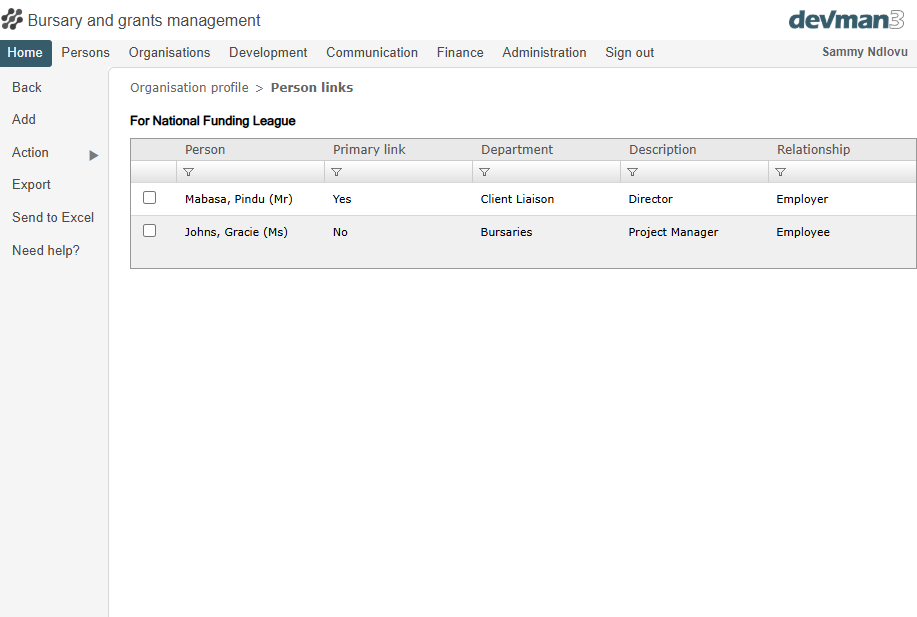 Bursary and grants management
devman3
Home Persons Organisations Development Communication Finance Administration Sign out Sammy Ndlovu
Back
Add
Action
Export
Send to Excel
Need help?
Organisation profile > Person links
For National Funding League
Person Primary link Department Description Relationship
Mabasa, Pindu (Mr) Yes Client Liaison Director Employer
Johns, Gracie (Ms) No Bursaries Project Manager Employee